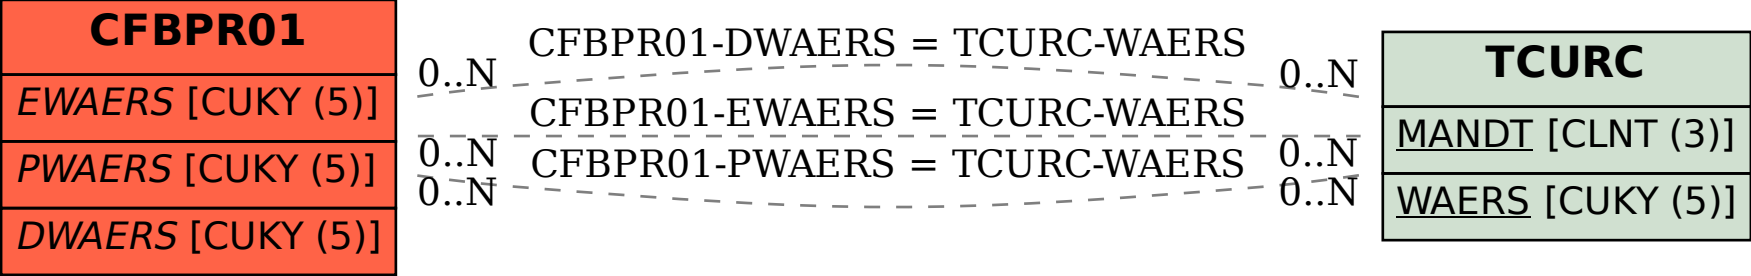 CFBPR01
EWAERS [CUKY (5)]
PWAERS [CUKY (5)]
DWAERS [CUKY (5)]
CFBPR01-DWAERS = TCURC-WAERS
0..N
0..N
CFBPR01-EWAERS = TCURC-WAERS
0..N
0..N
CFBPR01-PWAERS = TCURC-WAERS
0..N
0..N
TCURC
MANDT [CLNT (3)]
WAERS [CUKY (5)]